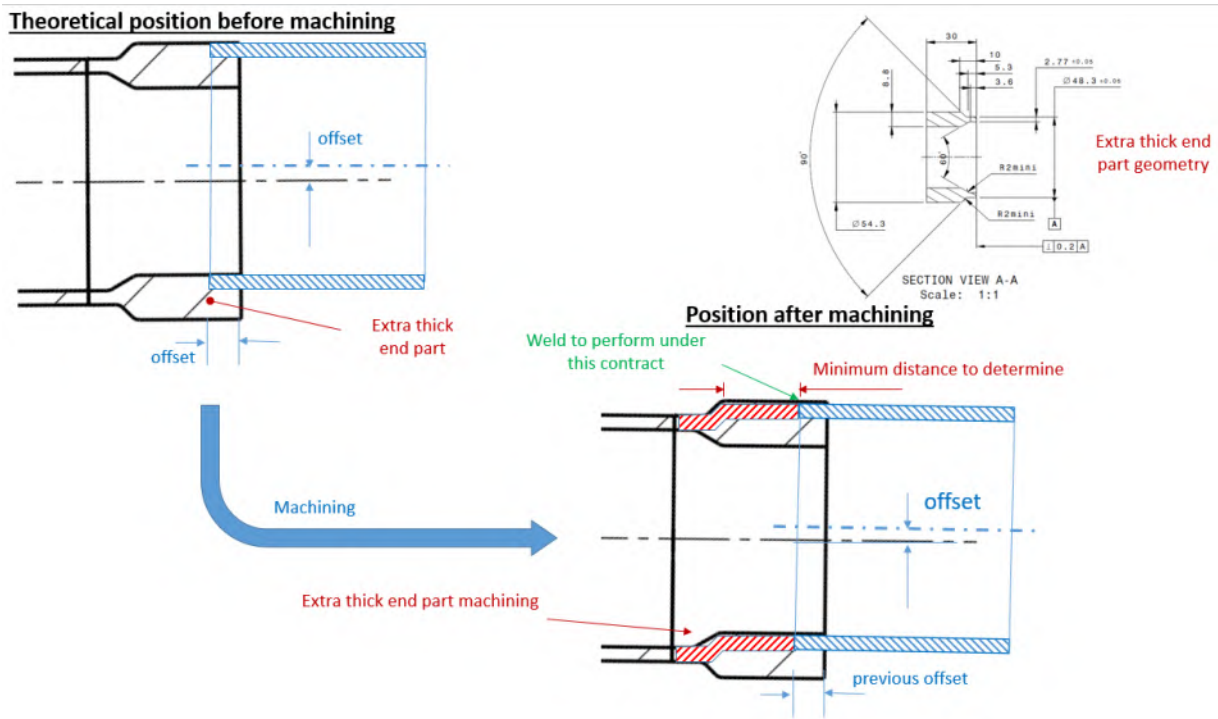 Theoretical position before machining
offset
Extra thick
end part
offset
30
10
5.3
3.6
2.77 ±0.05
Ø48.3 ±0.05
8.8
90°
60°
R2mini
R2mini
Ø54.3
A
⊥ 0.2 A
SECTION VIEW A-A
Scale: 1:1
Extra thick end
part geometry
Position after machining
Weld to perform under
this contract
Minimum distance to determine
Machining
offset
Extra thick end part machining
previous offset